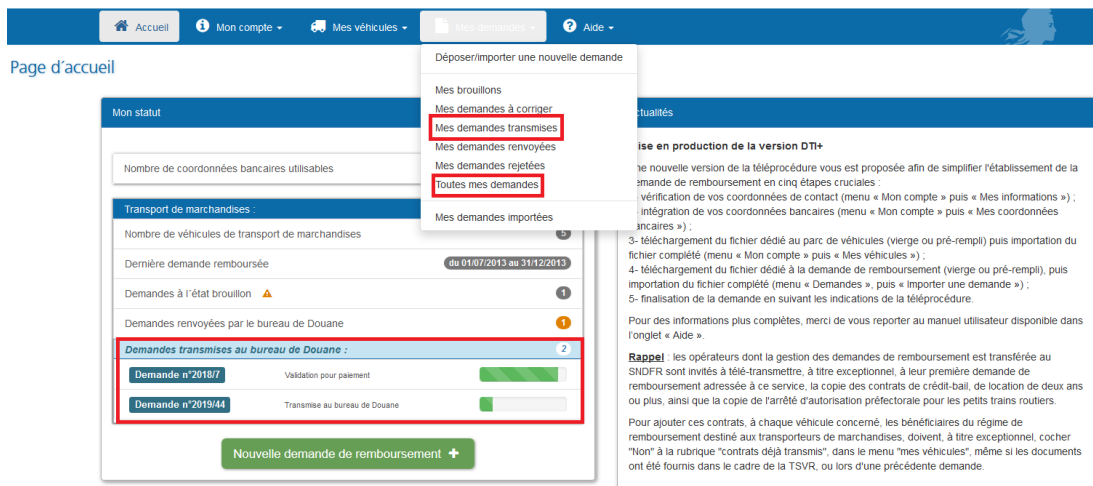 Accueil
Mon compte
Mes véhicules
Mes demandes
Aide
Page d´accueil
Déposer/importer une nouvelle demande
Mes brouillons
Mes demandes à corriger
Mes demandes transmises
Mes demandes renvoyées
Mes demandes rejetées
Toutes mes demandes
Mes demandes importées
Mon statut
Nombre de coordonnées bancaires utilisables
Transport de marchandises :
Nombre de véhicules de transport de marchandises 5
Dernière demande remboursée du 01/07/2013 au 31/12/2013
Demandes à l´état brouillon 1
Demandes renvoyées par le bureau de Douane 1
Demandes transmises au bureau de Douane : 2
Demande n°2018/7 Validation pour paiement
Demande n°2019/44 Transmise au bureau de Douane
Nouvelle demande de remboursement +
ctualités
ise en production de la version DTI+
ne nouvelle version de la téléprocédure vous est proposée afin de simplifier l'établissement de la
emande de remboursement en cinq étapes cruciales :
vérification de vos coordonnées de contact (menu « Mon compte » puis « Mes informations ») ;
intégration de vos coordonnées bancaires (menu « Mon compte » puis « Mes coordonnées
ancaires ») ;
3- téléchargement du fichier dédié au parc de véhicules (vierge ou pré-rempli) puis importation du
fichier complété (menu « Mon compte » puis « Mes véhicules ») ;
4- téléchargement du fichier dédié à la demande de remboursement (vierge ou pré-rempli), puis
importation du fichier complété (menu « Demandes », puis « Importer une demande ») ;
5- finalisation de la demande en suivant les indications de la téléprocédure.
Pour des informations plus complètes, merci de vous reporter au manuel utilisateur disponible dans
l'onglet « Aide ».
Rappel : les opérateurs dont la gestion des demandes de remboursement est transférée au
SNDFR sont invités à télé-transmettre, à titre exceptionnel, à leur première demande de
remboursement adressée à ce service, la copie des contrats de crédit-bail, de location de deux ans
ou plus, ainsi que la copie de l'arrêté d'autorisation préfectorale pour les petits trains routiers.
Pour ajouter ces contrats, à chaque véhicule concerné, les bénéficiaires du régime de
remboursement destiné aux transporteurs de marchandises, doivent, à titre exceptionnel, cocher
"Non" à la rubrique "contrats déjà transmis", dans le menu "mes véhicules", même si les documents
ont été fournis dans le cadre de la TSVR, ou lors d'une précédente demande.